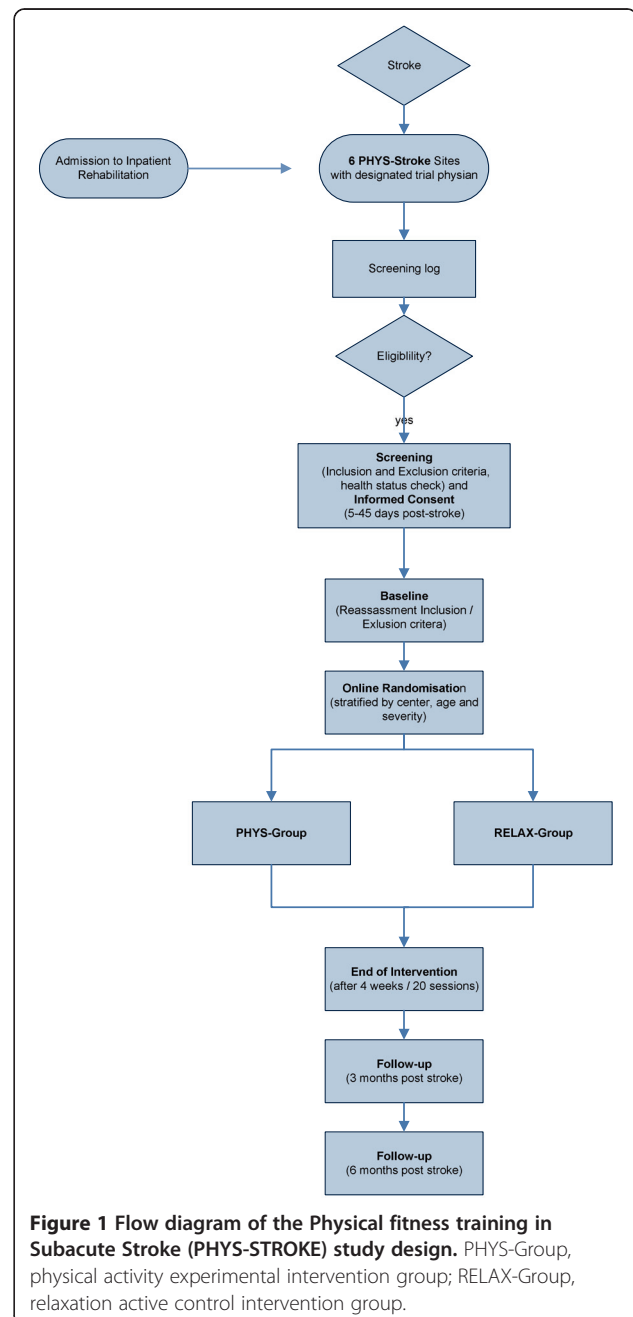 Stroke
Admission to Inpatient
Rehabilitation
6 PHYS-Stroke Sites
with designated trial physian
Screening log
Eligiblility?
yes
Screening
(Inclusion and Exclusion criteria,
health status check) and
Informed Consent
(5-45 days post-stroke)
Baseline
(Reassassment Inclusion /
Exlusion critera)
Online Randomisation
(stratified by center, age and
severity)
PHYS-Group
RELAX-Group
End of Intervention
(after 4 weeks / 20 sessions)
Follow-up
(3 months post stroke)
Follow-up
(6 months post stroke)
Figure 1 Flow diagram of the Physical fitness training in
Subacute Stroke (PHYS-STROKE) study design. PHYS-Group,
physical activity experimental intervention group; RELAX-Group,
relaxation active control intervention group.